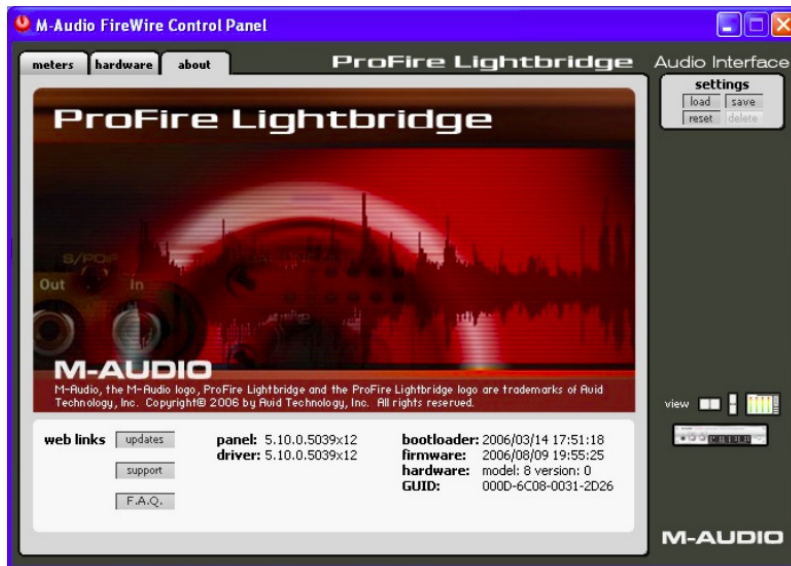 M-Audio FireWire Control Panel
meters hardware about
ProFire Lightbridge Audio Interface
settings
load save
reset delete
ProFire Lightbridge
S/PDIF
Out In
M-AUDIO
M-Audio, the M-Audio logo, ProFire Lightbridge and the ProFire Lightbridge logo are trademarks of Avid
Technology, Inc. Copyright© 2006 by Avid Technology, Inc. All rights reserved.
view
web links updates
support
F.A.Q.
panel: 5.10.0.5039x12
driver: 5.10.0.5039x12
bootloader: 2006/03/14 17:51:18
firmware: 2006/08/09 19:55:25
hardware: model: 8 version: 0
GUID: 000D-6C08-0031-2D26
M-AUDIO